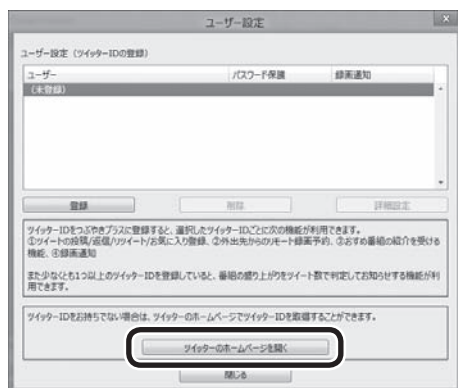 ユーザー設定
x
ユーザー設定（ツイッターIDの登録）
ユーザー パスワード保護 録画通知
(未登録)
登録 削除 詳細設定
ツイッターIDをつぶやきプラスに登録すると、選択したツイッターIDごとに次の機能が利用できます。
①ツイートの投稿/返信/リツイート/お気に入り登録、②外出先からのリモート録画予約、③おすすめ番組の紹介を受ける
機能、④録画通知
また少なくとも1つ以上のツイッターIDを登録していると、番組の盛り上がりをツイート数で判定してお知らせする機能が利
用できます。
ツイッターIDをお持ちでない場合は、ツイッターのホームページでツイッターIDを取得することができます。
ツイッターのホームページを開く
閉じる